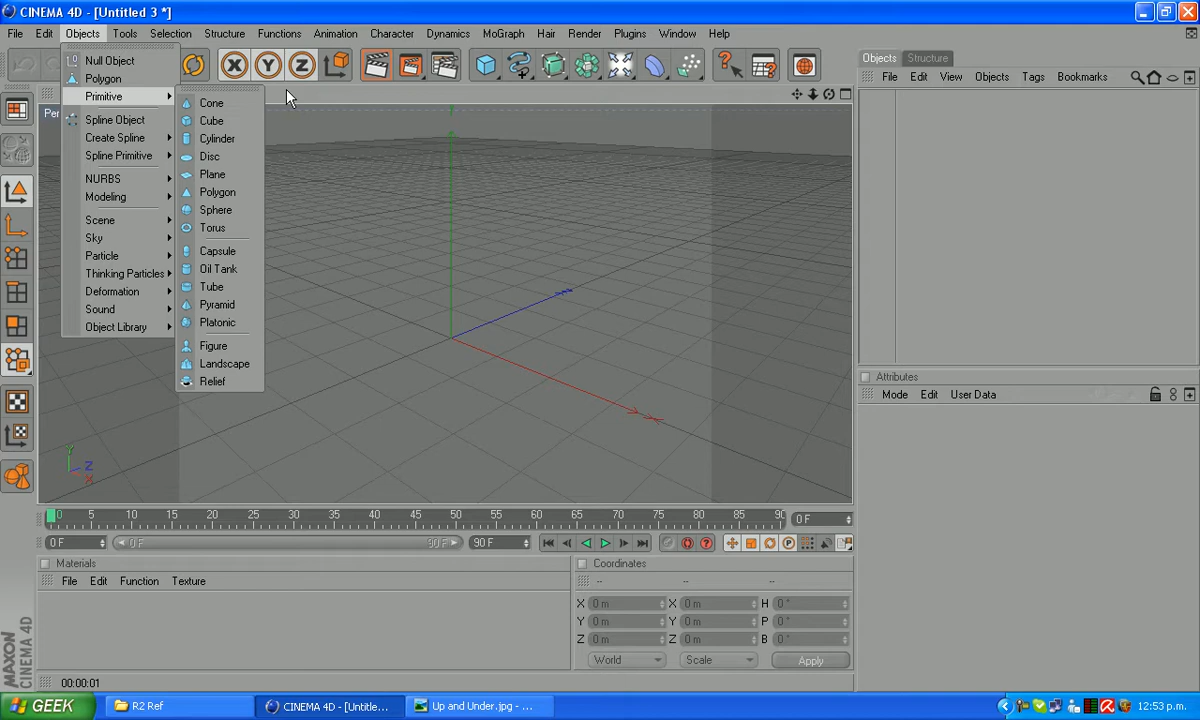 CINEMA 4D - [Untitled 3 *]
File Edit Objects Tools Selection Structure Functions Animation Character Dynamics MoGraph Hair Render Plugins Window Help
Null Object
Polygon
Primitive
Spline Object
Create Spline
Spline Primitive
NURBS
Modeling
Scene
Sky
Particle
Thinking Particles
Deformation
Sound
Object Library
Cone
Cube
Cylinder
Disc
Plane
Polygon
Sphere
Torus
Capsule
Oil Tank
Tube
Pyramid
Platonic
Figure
Landscape
Relief
X Y Z
Per
Y
Z
X
Objects Structure
File Edit View Objects Tags Bookmarks
Attributes
Mode Edit User Data
0 5 10 15 20 25 30 35 40 45 50 55 60 65 70 75 80 85 90
0 F
0 F 0 F 90 F 90 F
Materials
File Edit Function Texture
Coordinates
-- -- --
X 0 m X 0 m H 0 °
Y 0 m Y 0 m P 0 °
Z 0 m Z 0 m B 0 °
World Scale Apply
MAXON
CINEMA 4D
00:00:01
GEEK R2 Ref CINEMA 4D - [Untitle... Up and Under.jpg - ... 12:53 p.m.